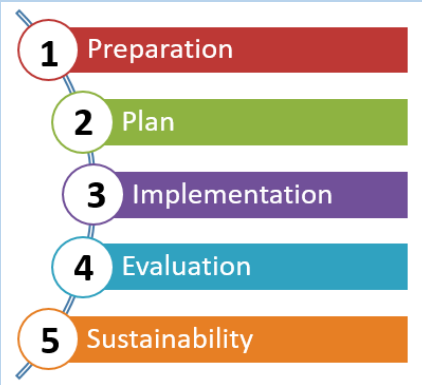 1 Preparation
2 Plan
3 Implementation
4 Evaluation
5 Sustainability